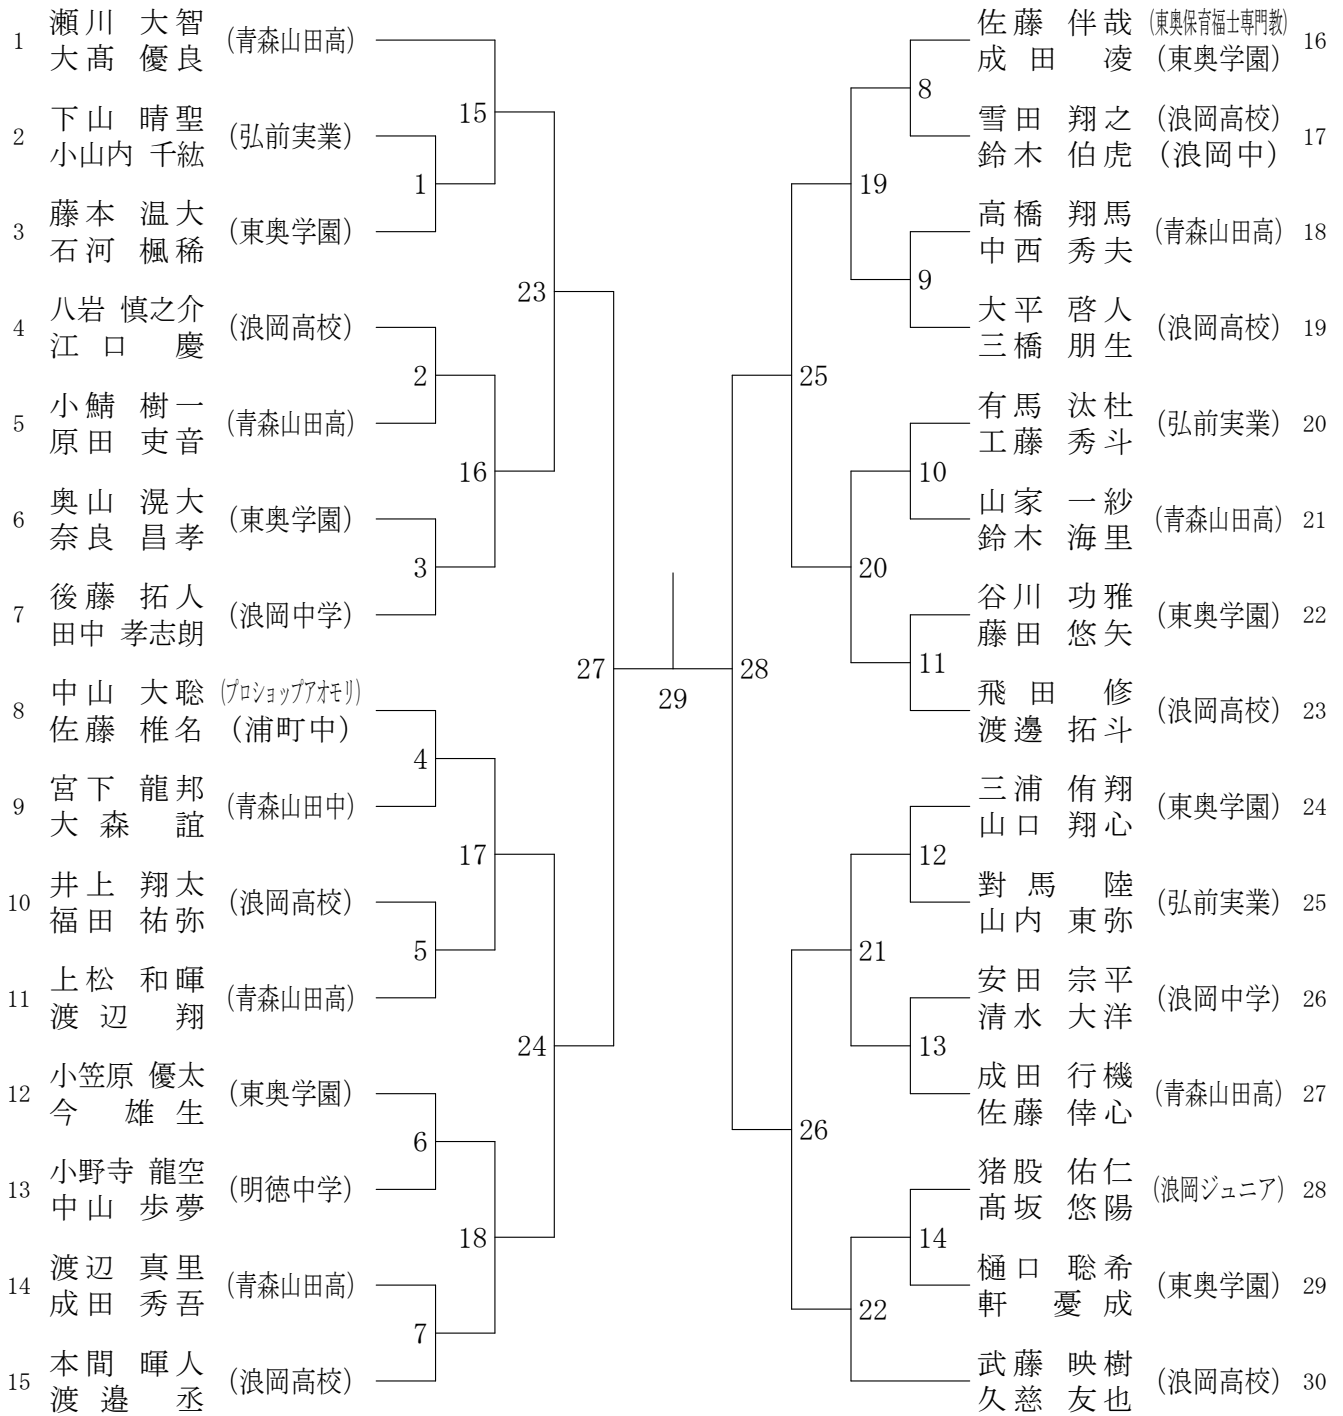 1 瀬川 大智 (青森山田高)
大髙 優良
2 下山 晴聖 (弘前実業)
小山内 千紘
3 藤本 温大 (東奥学園)
石河 楓稀
4 八岩 慎之介 (浪岡高校)
江口 慶
5 小鯖 樹一 (青森山田高)
原田 吏音
6 奥山 滉大 (東奥学園)
奈良 昌孝
7 後藤 拓人 (浪岡中学)
田中 孝志朗
8 中山 大聡 (プロショップアオモリ)
佐藤 椎名 (浦町中)
9 宮下 龍邦 (青森山田中)
大森 誼
10 井上 翔太 (浪岡高校)
福田 祐弥
11 上松 和暉 (青森山田高)
渡辺 翔
12 小笠原 優太 (東奥学園)
今 雄生
13 小野寺 龍空 (明徳中学)
中山 歩夢
14 渡辺 真里 (青森山田高)
成田 秀吾
15 本間 暉人 (浪岡高校)
渡邉 丞
1
2
3
4
5
6
7
15
16
17
18
23
24
27
29
28
25
26
19
20
21
22
8
9
10
11
12
13
14
佐藤 伴哉 (東奥保育福士専門教) 16
成田 凌 (東奥学園)
雪田 翔之 (浪岡高校) 17
鈴木 伯虎 (浪岡中)
高橋 翔馬 (青森山田高) 18
中西 秀夫
大平 啓人 (浪岡高校) 19
三橋 朋生
有馬 汰杜 (弘前実業) 20
工藤 秀斗
山家 一紗 (青森山田高) 21
鈴木 海里
谷川 功雅 (東奥学園) 22
藤田 悠矢
飛田 修 (浪岡高校) 23
渡邊 拓斗
三浦 侑翔 (東奥学園) 24
山口 翔心
對馬 陸 (弘前実業) 25
山内 東弥
安田 宗平 (浪岡中学) 26
清水 大洋
成田 行機 (青森山田高) 27
佐藤 倖心
猪股 佑仁 (浪岡ジュニア) 28
髙坂 悠陽
樋口 聡希 (東奥学園) 29
軒 憂成
武藤 映樹 (浪岡高校) 30
久慈 友也